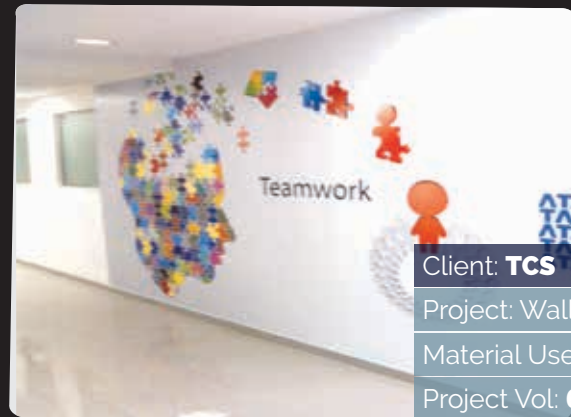 Teamwork
Client: TCS
Project: Wall
Material Use
Project Vol: